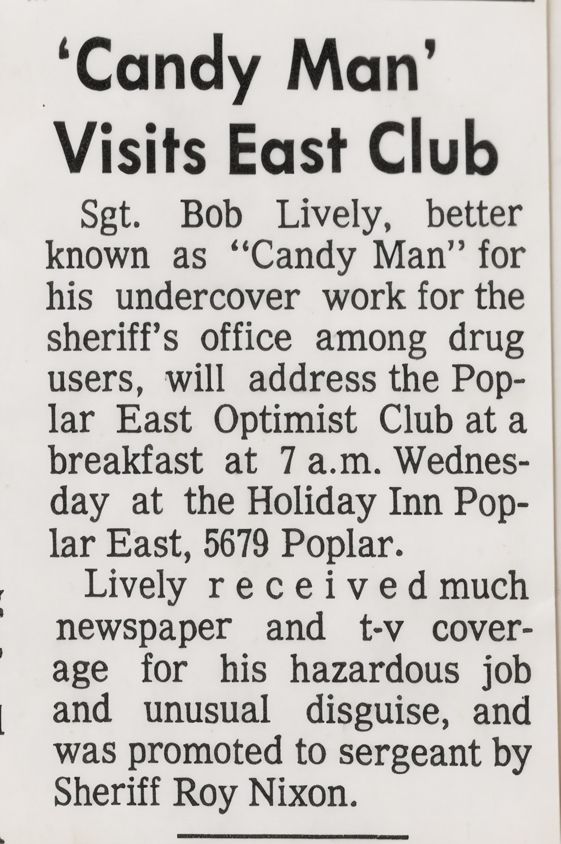 ‘Candy Man’
Visits East Club
Sgt. Bob Lively, better
known as “Candy Man” for
his undercover work for the
sheriff’s office among drug
users, will address the Pop-
lar East Optimist Club at a
breakfast at 7 a.m. Wednes-
day at the Holiday Inn Pop-
lar East, 5679 Poplar.
Lively r e c e i v e d much
newspaper and t-v cover-
age for his hazardous job
and unusual disguise, and
was promoted to sergeant by
Sheriff Roy Nixon.